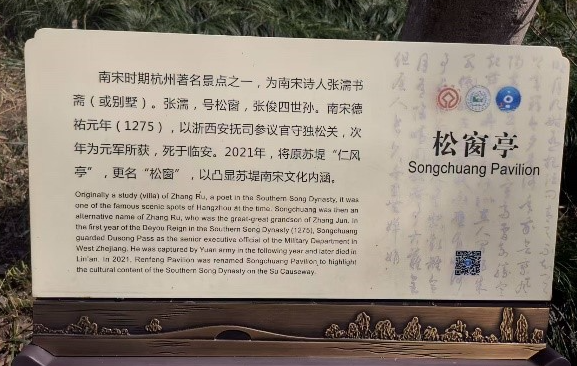 南宋时期杭州著名景点之一，为南宋诗人张濡书
斋（或别墅）。张濡，号松窗，张俊四世孙。南宋德
祐元年（1275），以浙西安抚司参议官守独松关，次
年为元军所获，死于临安。2021年，将原苏堤“仁风
亭”，更名“松窗”，以凸显苏堤南宋文化内涵。
Originally a study (villa) of Zhang Ru, a poet in the Southern Song Dynasty, it was
one of the famous scenic spots of Hangzhou at the time. Songchuang was then an
alternative name of Zhang Ru, who was the great-great grandson of Zhang Jun. In
the first year of the Deyou Reign in the Southern Song Dynasty (1275), Songchuang
guarded Dusong Pass as the senior executive official of the Military Department in
West Zhejiang. He was captured by Yuan army in the following year and later died in
Lin'an. In 2021, Renfeng Pavilion was renamed Songchuang Pavilion to highlight
the cultural content of the Southern Song Dynasty on the Su Causeway.
松窗亭
Songchuang Pavilion